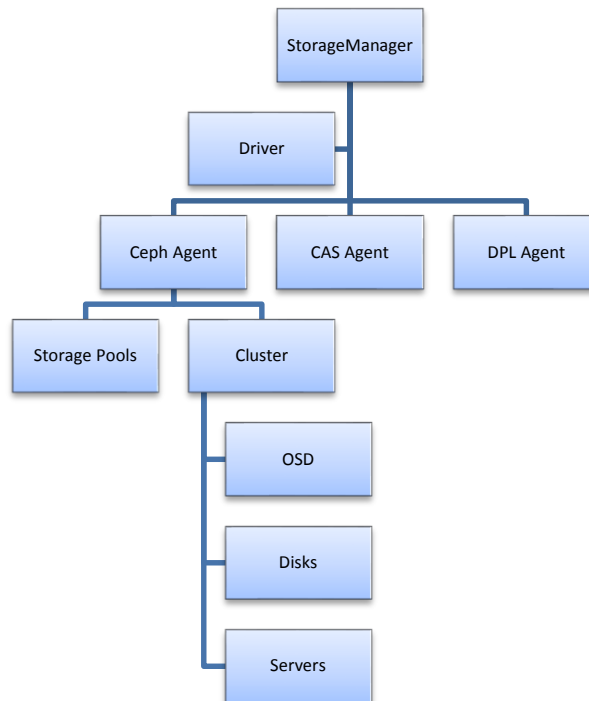 StorageManager
Driver
Ceph Agent
CAS Agent
DPL Agent
Storage Pools
Cluster
OSD
Disks
Servers